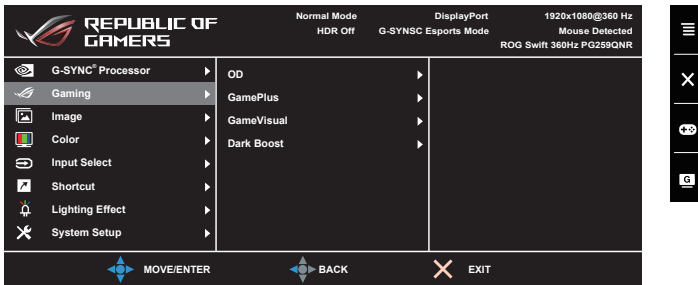 REPUBLIC OF
GAMERS
Normal Mode
HDR Off
DisplayPort
G-SYNSC Esports Mode
1920x1080@360 Hz
Mouse Detected
ROG Swift 360Hz PG259QNR
G-SYNC® Processor
Gaming
Image
Color
Input Select
Shortcut
Lighting Effect
System Setup
OD
GamePlus
GameVisual
Dark Boost
MOVE/ENTER
BACK
EXIT
G